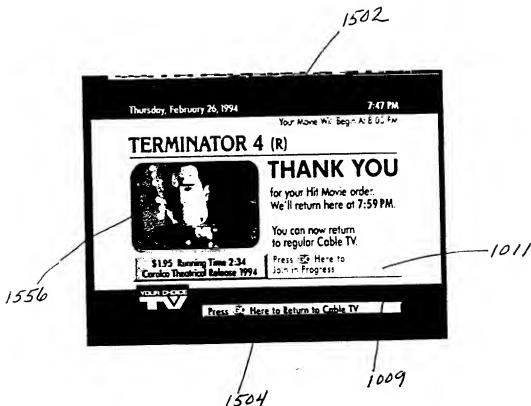 1502
Thursday, February 26, 1994 7:47 PM
Your Movie Will Begin At 8:00 PM
TERMINATOR 4 (R)
THANK YOU
for your Hit Movie order.
We'll return here at 7:59 PM.
You can now return
to regular Cable TV.
$1.95 Running Time 2:34
Carolco Theatrical Release 1994
Press OK Here to
Join in Progress
1011
1556
YOUR CHOICE
TV
Press OK Here to Return to Cable TV
1009
1504